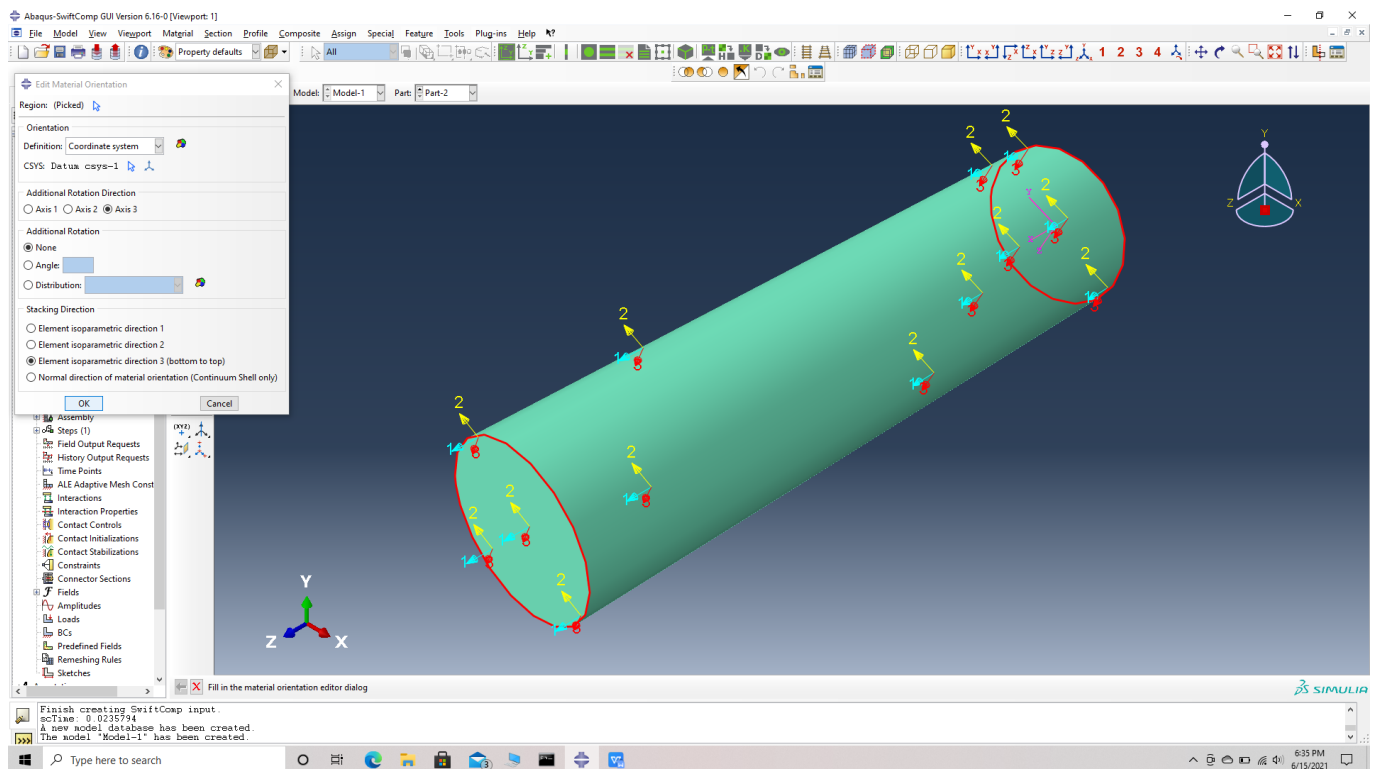 Abaqus-SwiftComp GUI Version 6.16-0 [Viewport: 1]
File Model View Viewport Material Section Profile Composite Assign Special Feature Tools Plug-ins Help
Property defaults All 1 2 3 4
Edit Material Orientation
Model: Model-1 Part: Part-2
Region: (Picked)
Orientation
Definition: Coordinate system
CSYS: Datum csys-1
Additional Rotation Direction
Axis 1 Axis 2 Axis 3
Additional Rotation
None
Angle:
Distribution:
Stacking Direction
Element isoparametric direction 1
Element isoparametric direction 2
Element isoparametric direction 3 (bottom to top)
Normal direction of material orientation (Continuum Shell only)
OK Cancel
Assembly
Steps (1)
Field Output Requests
History Output Requests
Time Points
ALE Adaptive Mesh Const
Interactions
Interaction Properties
Contact Controls
Contact Initializations
Contact Stabilizations
Constraints
Connector Sections
Fields
Amplitudes
Loads
BCs
Predefined Fields
Remeshing Rules
Sketches
Y
Z X
Y
Z X
Fill in the material orientation editor dialog
SIMULIA
Finish creating SwiftComp input.
scTime: 0.0235794
A new model database has been created.
The model "Model-1" has been created.
Type here to search
6:35 PM
6/15/2021